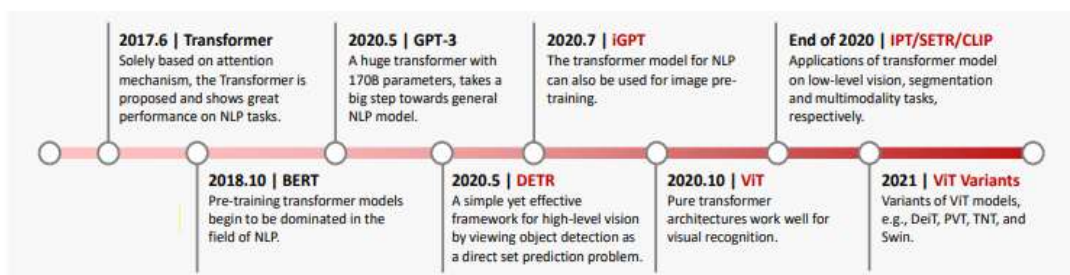 2017.6 | Transformer
Solely based on attention
mechanism, the Transformer is
proposed and shows great
performance on NLP tasks.
2018.10 | BERT
Pre-training transformer models
begin to be dominated in the
field of NLP.
2020.5 | GPT-3
A huge transformer with
170B parameters, takes a
big step towards general
NLP model.
2020.5 | DETR
A simple yet effective
framework for high-level vision
by viewing object detection as
a direct set prediction problem.
2020.7 | iGPT
The transformer model for NLP
can also be used for image pre-
training.
2020.10 | ViT
Pure transformer
architectures work well for
visual recognition.
End of 2020 | IPT/SETR/CLIP
Applications of transformer model
on low-level vision, segmentation
and multimodality tasks,
respectively.
2021 | ViT Variants
Variants of ViT models,
e.g., DeiT, PVT, TNT, and
Swin.